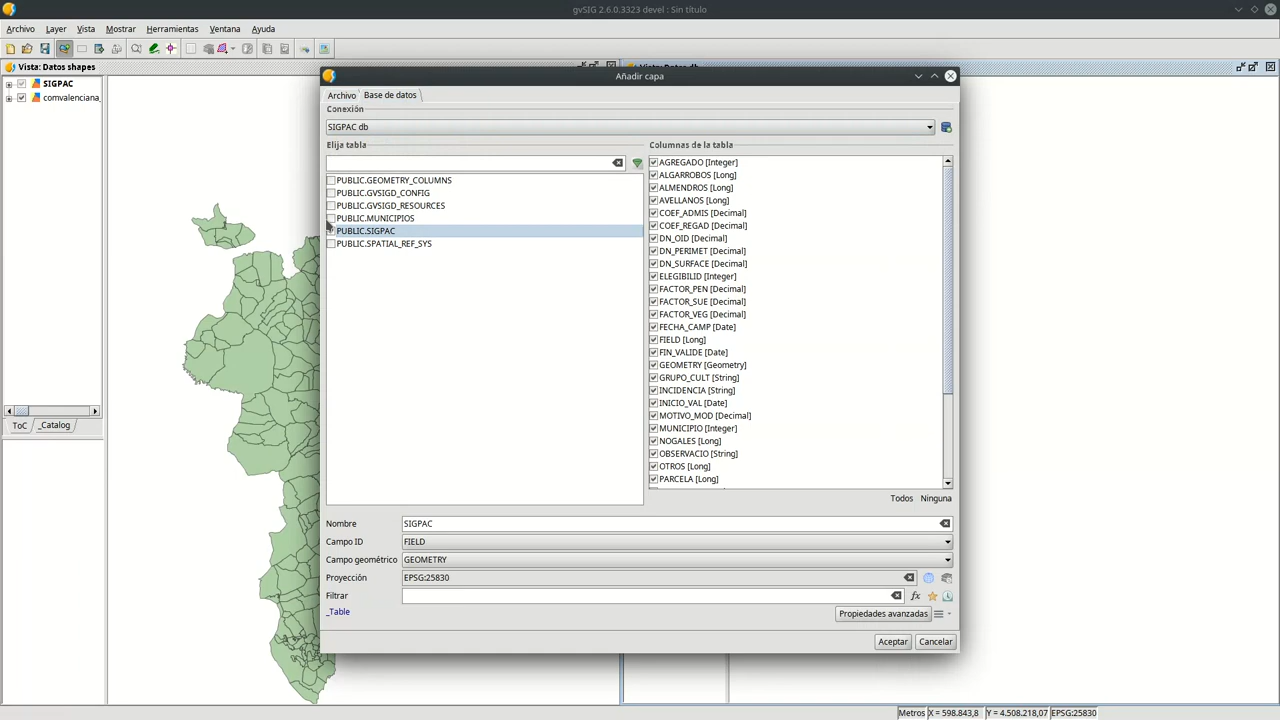 gvSIG 2.6.0.3323 devel : Sin título
Archivo Layer Vista Mostrar Herramientas Ventana Ayuda
Vista: Datos shapes
SIGPAC
comvalenciana_
ToC _Catalog
Añadir capa
Archivo Base de datos
Conexión
SIGPAC db
Elija tabla
PUBLIC.GEOMETRY_COLUMNS
PUBLIC.GVSIGD_CONFIG
PUBLIC.GVSIGD_RESOURCES
PUBLIC.MUNICIPIOS
PUBLIC.SIGPAC
PUBLIC.SPATIAL_REF_SYS
Columnas de la tabla
AGREGADO [Integer]
ALGARROBOS [Long]
ALMENDROS [Long]
AVELLANOS [Long]
COEF_ADMIS [Decimal]
COEF_REGAD [Decimal]
DN_OID [Decimal]
DN_PERIMET [Decimal]
DN_SURFACE [Decimal]
ELEGIBILID [Integer]
FACTOR_PEN [Decimal]
FACTOR_SUE [Decimal]
FACTOR_VEG [Decimal]
FECHA_CAMP [Date]
FIELD [Long]
FIN_VALIDE [Date]
GEOMETRY [Geometry]
GRUPO_CULT [String]
INCIDENCIA [String]
INICIO_VAL [Date]
MOTIVO_MOD [Decimal]
MUNICIPIO [Integer]
NOGALES [Long]
OBSERVACIO [String]
OTROS [Long]
PARCELA [Long]
Todos Ninguna
Nombre SIGPAC
Campo ID FIELD
Campo geométrico GEOMETRY
Proyección EPSG:25830
Filtrar
fx
_Table
Propiedades avanzadas
Aceptar Cancelar
Metros X = 598.843,8 Y = 4.508.218,07 EPSG:25830